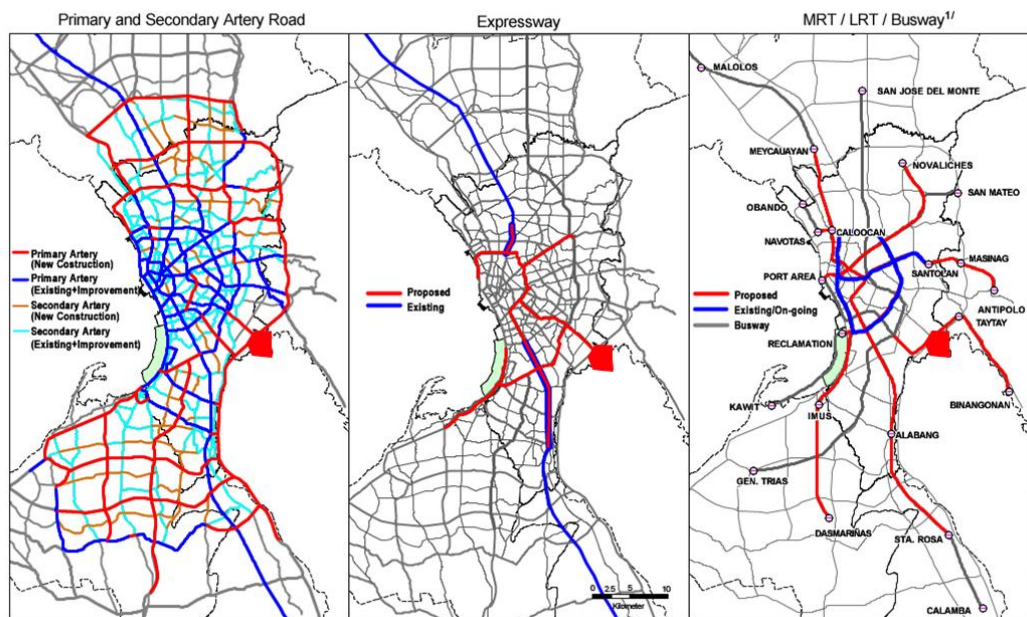 Primary and Secondary Artery Road
Primary Artery
(New Costruction)
Primary Artery
(Existing+Improvement)
Secondary Artery
(New Construction)
Secondary Artery
(Existing+Improvement)
Expressway
Proposed
Existing
0 2.5 5 10
Kilometer
MRT / LRT / Busway1/
MALOLOS
SAN JOSE DEL MONTE
MEYCAUAYAN
NOVALICHES
SAN MATEO
OBANDO
CALOOCAN
NAVOTAS
MASINAG
PORT AREA
SANTOLAN
Proposed
Existing/On-going
Busway
ANTIPOLO
TAYTAY
RECLAMATION
BINANGONAN
KAWIT
IMUS
ALABANG
GEN. TRIAS
DASMARIÑAS
STA. ROSA
CALAMBA